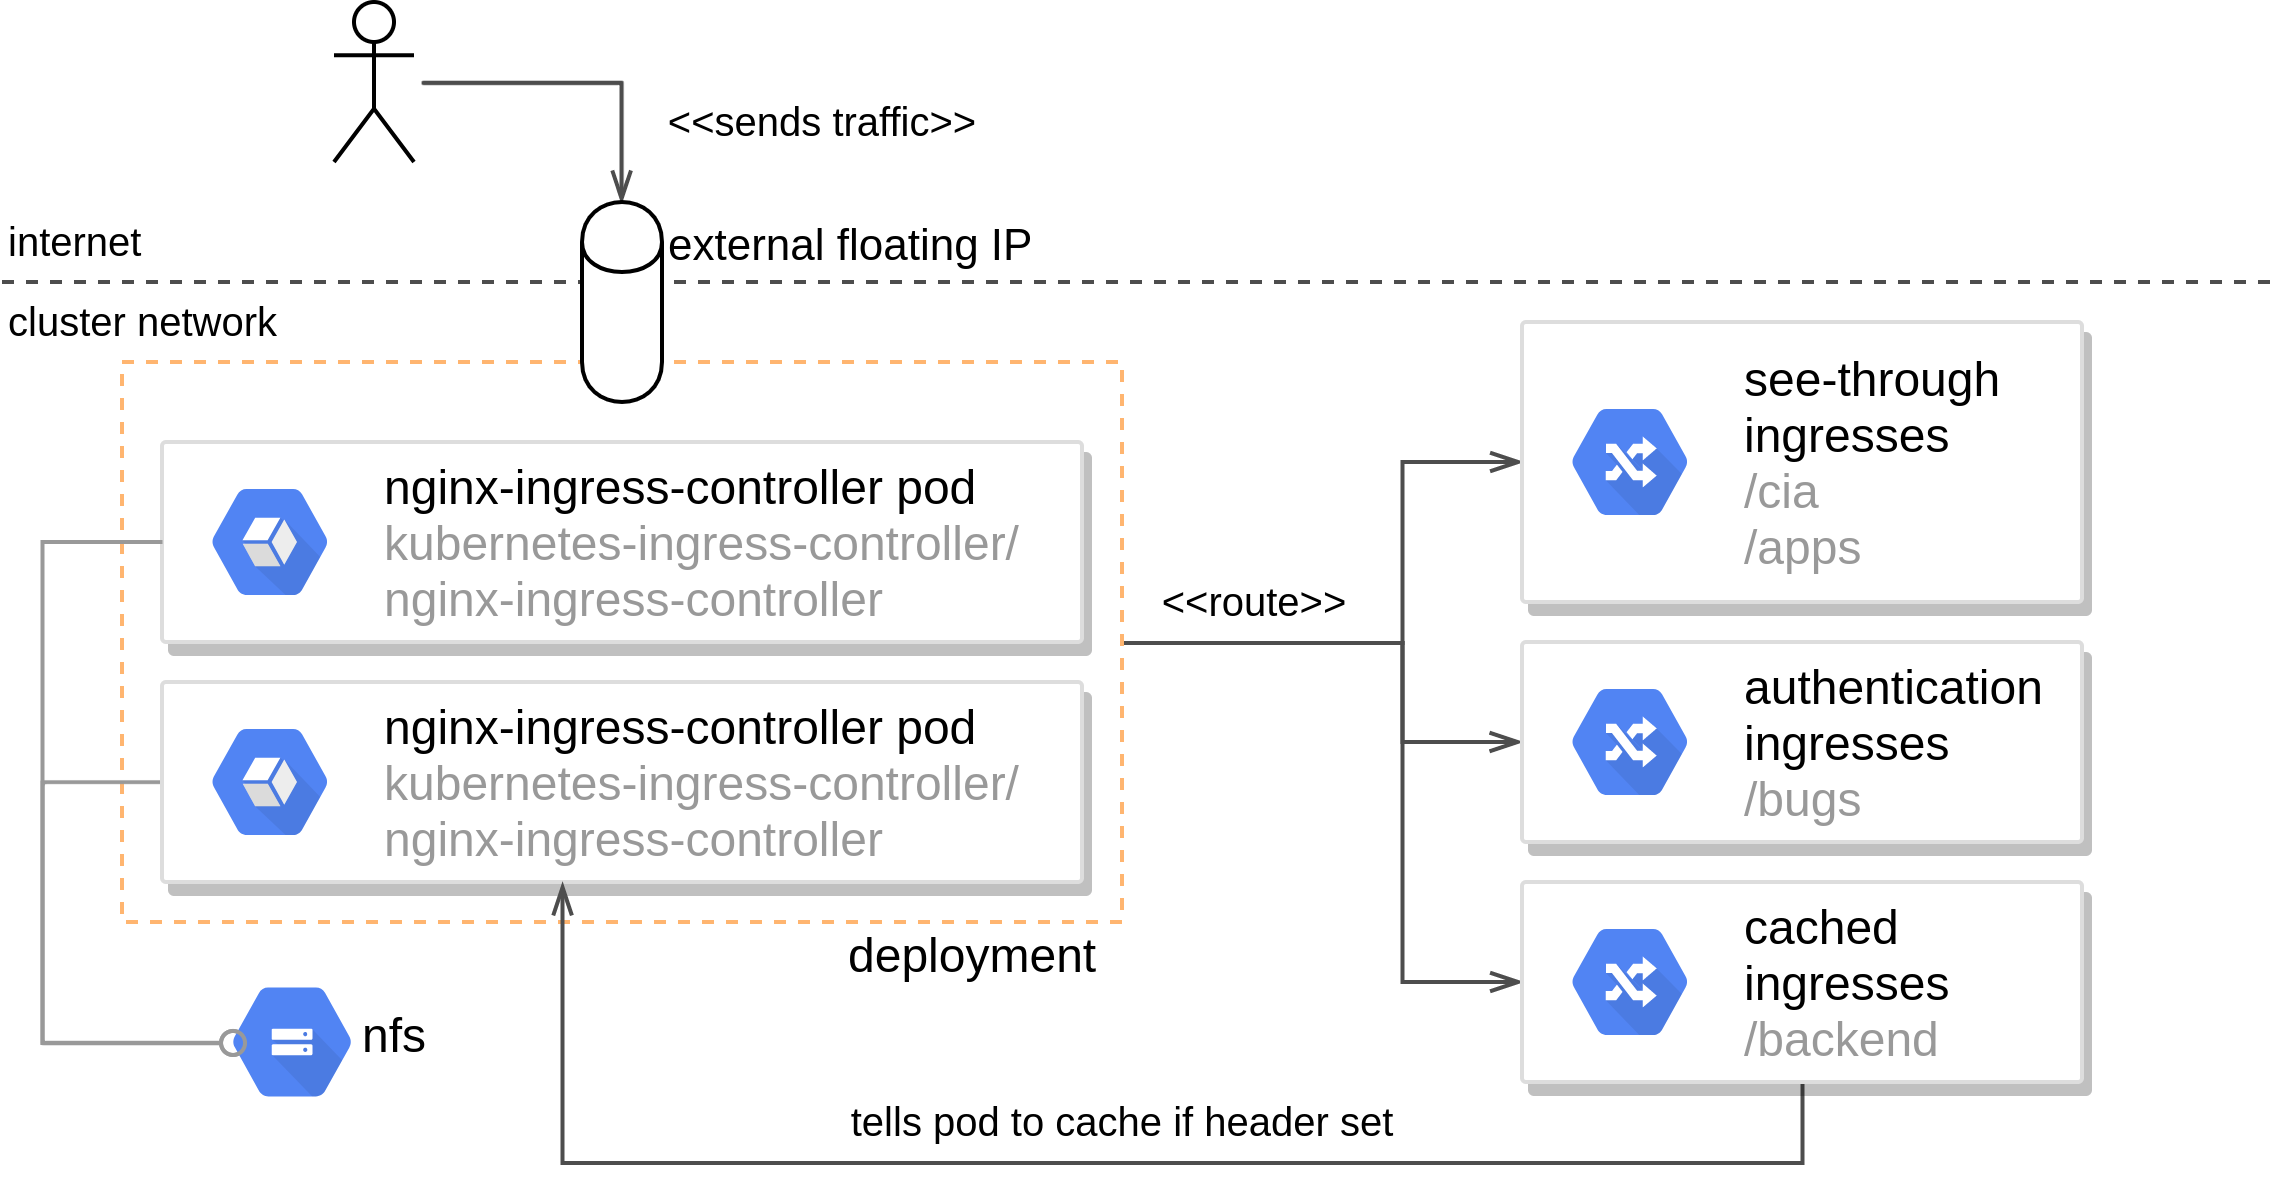 <<sends traffic>>
internet
external floating IP
cluster network
nginx-ingress-controller pod
kubernetes-ingress-controller/
nginx-ingress-controller
nginx-ingress-controller pod
kubernetes-ingress-controller/
nginx-ingress-controller
deployment
nfs
<<route>>
see-through
ingresses
/cia
/apps
authentication
ingresses
/bugs
cached
ingresses
/backend
tells pod to cache if header set